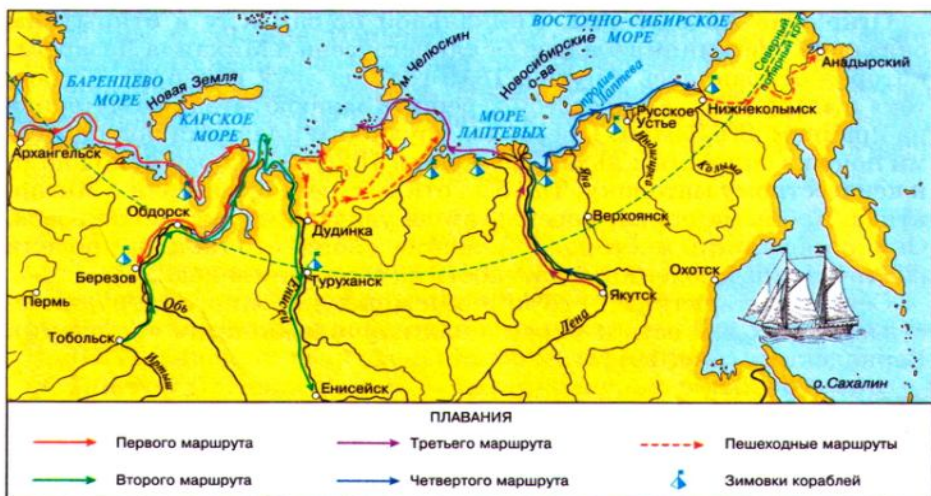 ВОСТОЧНО-СИБИРСКОЕ
МОРЕ
Северный
полярный круг
Анадырский
м. Челюскин
Новосибирские
о-ва
БАРЕНЦЕВО
МОРЕ
Новая Земля
КАРСКОЕ
МОРЕ
пролив Лаптева
Русское
Устье
Нижнеколымск
МОРЕ
ЛАПТЕВЫХ
Архангельск
Индигирка
Колыма
Яна
Обдорск
Дудинка
Верхоянск
Березов
Туруханск
Охотск
Пермь
Обь
Енисей
Якутск
Лена
Тобольск
Иртыш
Енисейск
о.Сахалин
ПЛАВАНИЯ
Первого маршрута
Третьего маршрута
Пешеходные маршруты
Второго маршрута
Четвертого маршрута
Зимовки кораблей